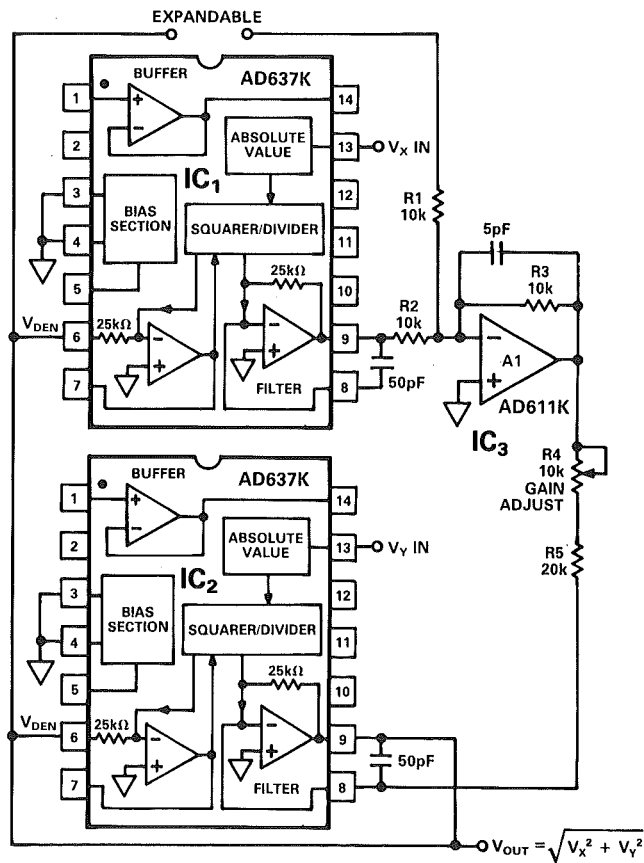 EXPANDABLE
BUFFER
AD637K
1
14
ABSOLUTE
VALUE
13
VX IN
2
IC1
12
3
BIAS
SECTION
SQUARER/DIVIDER
11
4
25kΩ
10
5
VDEN
25kΩ
6
9
7
FILTER
8
R1
10k
5pF
R3
10k
R2
10k
50pF
A1
AD611K
IC3
R4
10k
GAIN
ADJUST
R5
20k
BUFFER
AD637K
1
14
ABSOLUTE
VALUE
13
VY IN
2
IC2
12
3
BIAS
SECTION
SQUARER/DIVIDER
11
4
25kΩ
10
5
VDEN
25kΩ
6
9
50pF
7
FILTER
8
VOUT = √VX² + VY²